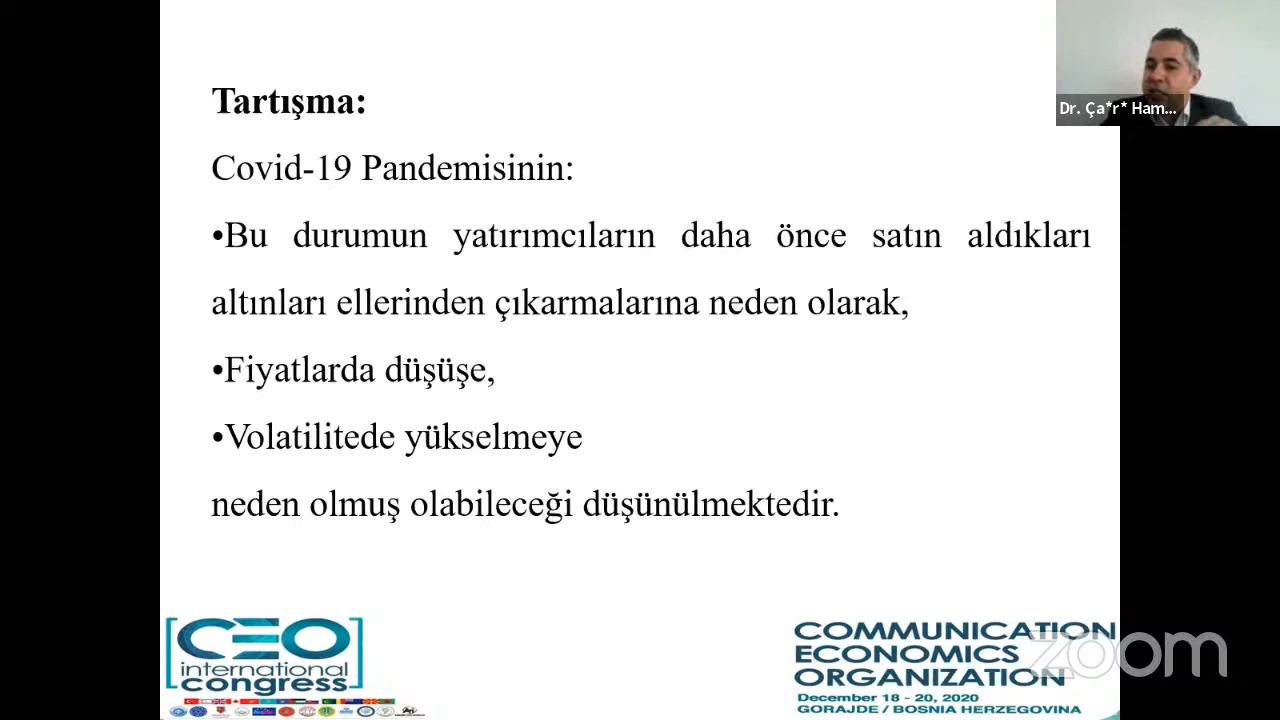 Tartışma:
Covid-19 Pandemisinin:
•Bu durumun yatırımcıların daha önce satın aldıkları
altınları ellerinden çıkarmalarına neden olarak,
•Fiyatlarda düşüşe,
•Volatilitede yükselmeye
neden olmuş olabileceği düşünülmektedir.
Dr. Ça*r* Ham...
CEO
international
congress
COMMUNICATION
ECONOMICS
ORGANIZATION
December 18 - 20, 2020
GORAJDE / BOSNIA HERZEGOVINA
zoom